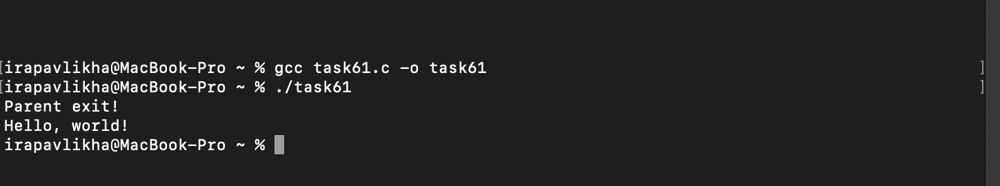 [irapavlikha@MacBook-Pro ~ % gcc task61.c -o task61 ]
[irapavlikha@MacBook-Pro ~ % ./task61 ]
Parent exit!
Hello, world!
irapavlikha@MacBook-Pro ~ %